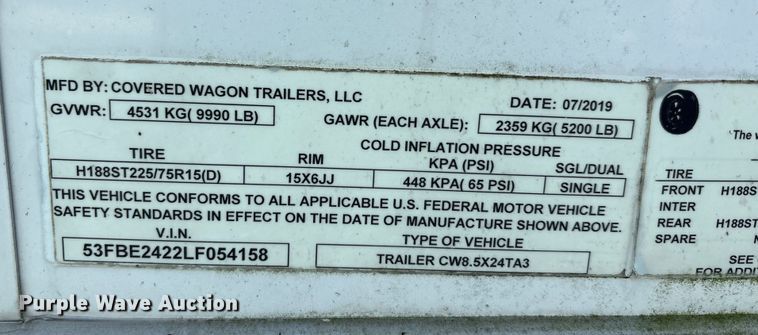 MFD BY: COVERED WAGON TRAILERS, LLC
DATE: 07/2019
GVWR: 4531 KG( 9990 LB)
GAWR (EACH AXLE): 2359 KG( 5200 LB)
COLD INFLATION PRESSURE
TIRE RIM KPA (PSI) SGL/DUAL
H188ST225/75R15(D) 15X6JJ 448 KPA( 65 PSI) SINGLE
THIS VEHICLE CONFORMS TO ALL APPLICABLE U.S. FEDERAL MOTOR VEHICLE
SAFETY STANDARDS IN EFFECT ON THE DATE OF MANUFACTURE SHOWN ABOVE.
V.I.N. TYPE OF VEHICLE
53FBE2422LF054158 TRAILER CW8.5X24TA3
The w
TIRE
FRONT H188S
INTER
REAR H188ST
SPARE N
SEE
FOR ADDI
Purple Wave Auction